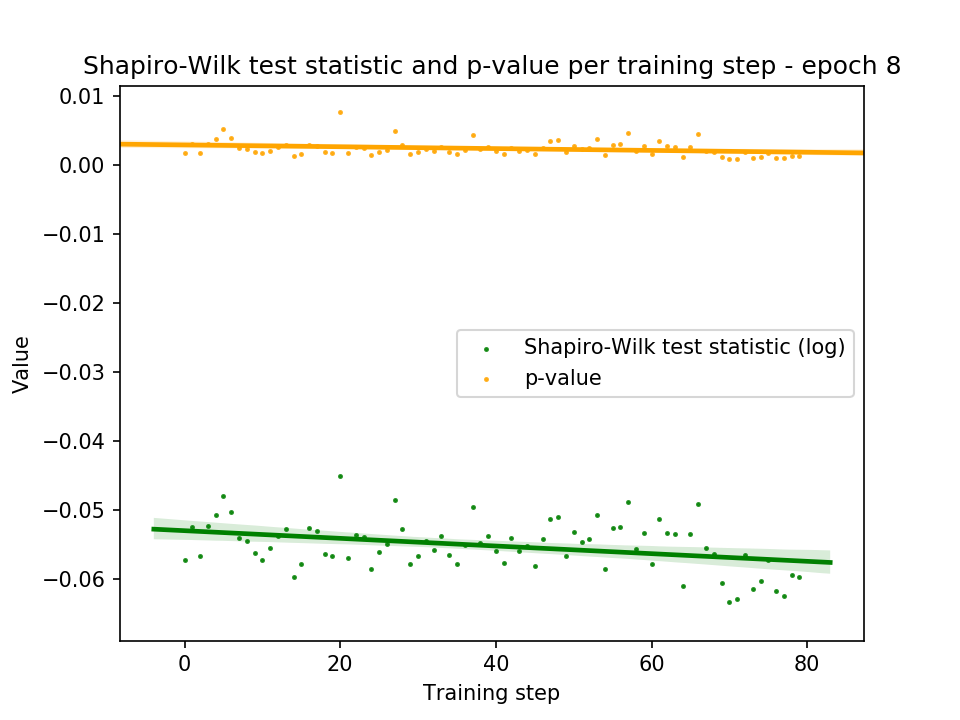 Shapiro-Wilk test statistic and p-value per training step - epoch 8
0.01
0.00
−0.01
−0.02
−0.03
−0.04
−0.05
−0.06
Value
Shapiro-Wilk test statistic (log)
p-value
0 20 40 60 80
Training step